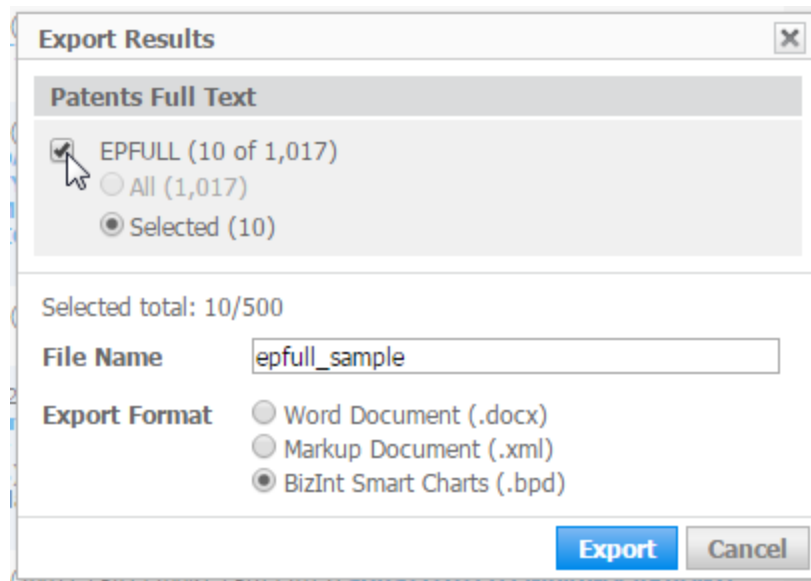 Export Results
Patents Full Text
EPFULL (10 of 1,017)
All (1,017)
Selected (10)
Selected total: 10/500
File Name epfull_sample
Export Format Word Document (.docx)
Markup Document (.xml)
BizInt Smart Charts (.bpd)
Export Cancel